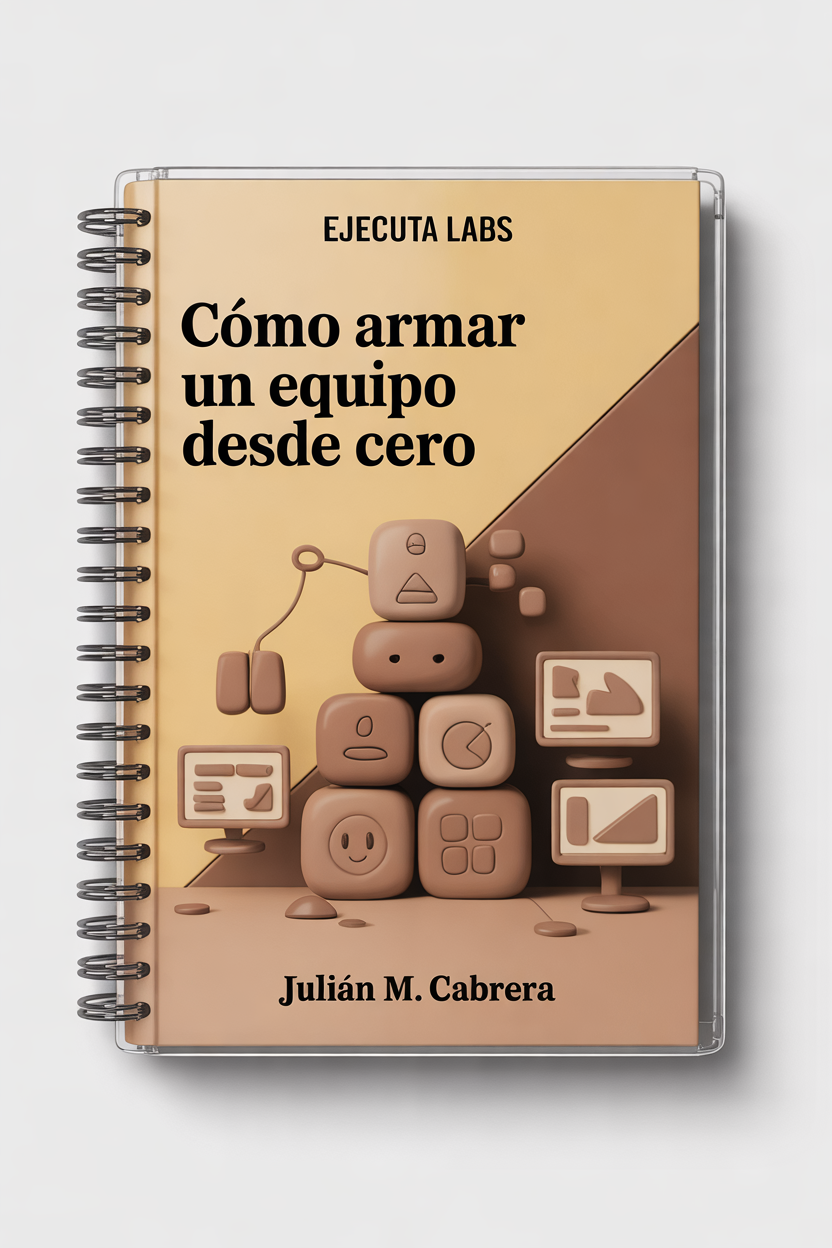 EJECUTA LABS
Cómo armar
un equipo
desde cero
Julián M. Cabrera